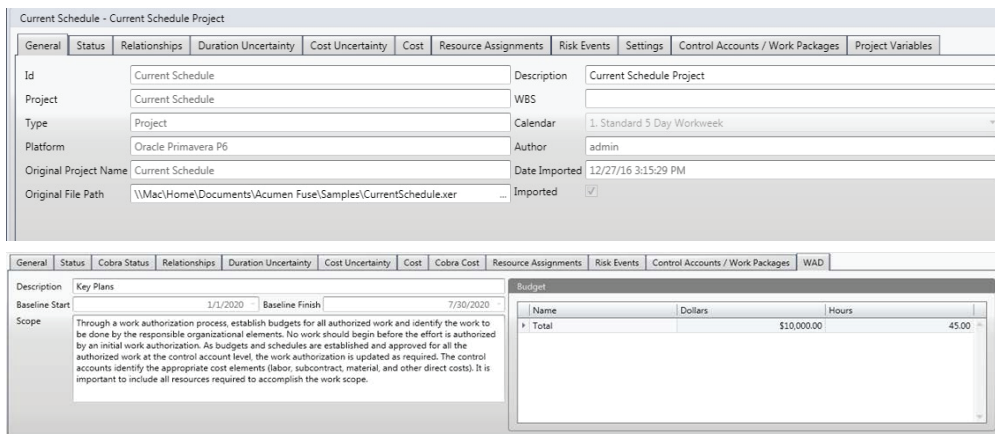 Current Schedule - Current Schedule Project
General Status Relationships Duration Uncertainty Cost Uncertainty Cost Resource Assignments Risk Events Settings Control Accounts / Work Packages Project Variables
Id Current Schedule Description Current Schedule Project
Project Current Schedule WBS
Type Project Calendar 1. Standard 5 Day Workweek
Platform Oracle Primavera P6 Author admin
Original Project Name Current Schedule Date Imported 12/27/16 3:15:29 PM
Original File Path \\Mac\Home\Documents\Acumen Fuse\Samples\CurrentSchedule.xer ... Imported
General Status Cobra Status Relationships Duration Uncertainty Cost Uncertainty Cost Cobra Cost Resource Assignments Risk Events Control Accounts / Work Packages WAD
Description Key Plans
Baseline Start 1/1/2020 Baseline Finish 7/30/2020
Scope Through a work authorization process, establish budgets for all authorized work and identify the work to
be done by the responsible organizational elements. No work should begin before the effort is authorized
by an initial work authorization. As budgets and schedules are established and approved for all the
authorized work at the control account level, the work authorization is updated as required. The control
accounts identify the appropriate cost elements (labor, subcontract, material, and other direct costs). It is
important to include all resources required to accomplish the work scope.
Budget
Name Dollars Hours
Total $10,000.00 45.00